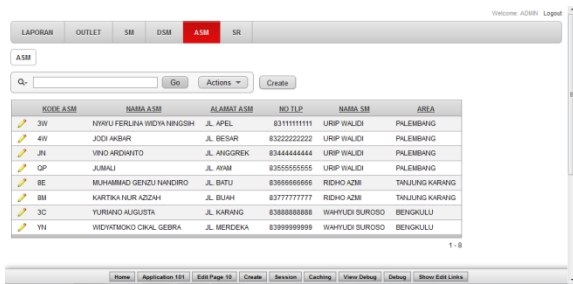 Welcome: ADMIN Logout
LAPORAN OUTLET SM DSM ASM SR
ASM
Go Actions Create
KODE ASM NAMA ASM ALAMAT ASM NO TLP NAMA SM AREA
3W NYAYU FERLINA WIDYA NINGSIH JL. APEL 83111111111 URIP WALIDI PALEMBANG
4W JODI AKBAR JL. BESAR 83222222222 URIP WALIDI PALEMBANG
JN VINO ARDIANTO JL. ANGGREK 83444444444 URIP WALIDI PALEMBANG
QP JUMALI JL. AYAM 83555555555 URIP WALIDI PALEMBANG
8E MUHAMMAD GENZU NANDIRO JL. BATU 83666666666 RIDHO AZMI TANJUNG KARANG
8M KARTIKA NUR AZIZAH JL. BUAH 83777777777 RIDHO AZMI TANJUNG KARANG
3C YURIANO AUGUSTA JL. KARANG 83888888888 WAHYUDI SUROSO BENGKULU
YN WIDYATMOKO CIKAL GEBRA JL. MERDEKA 83999999999 WAHYUDI SUROSO BENGKULU
1 - 8
Home Application 101 Edit Page 10 Create Session Caching View Debug Debug Show Edit Links